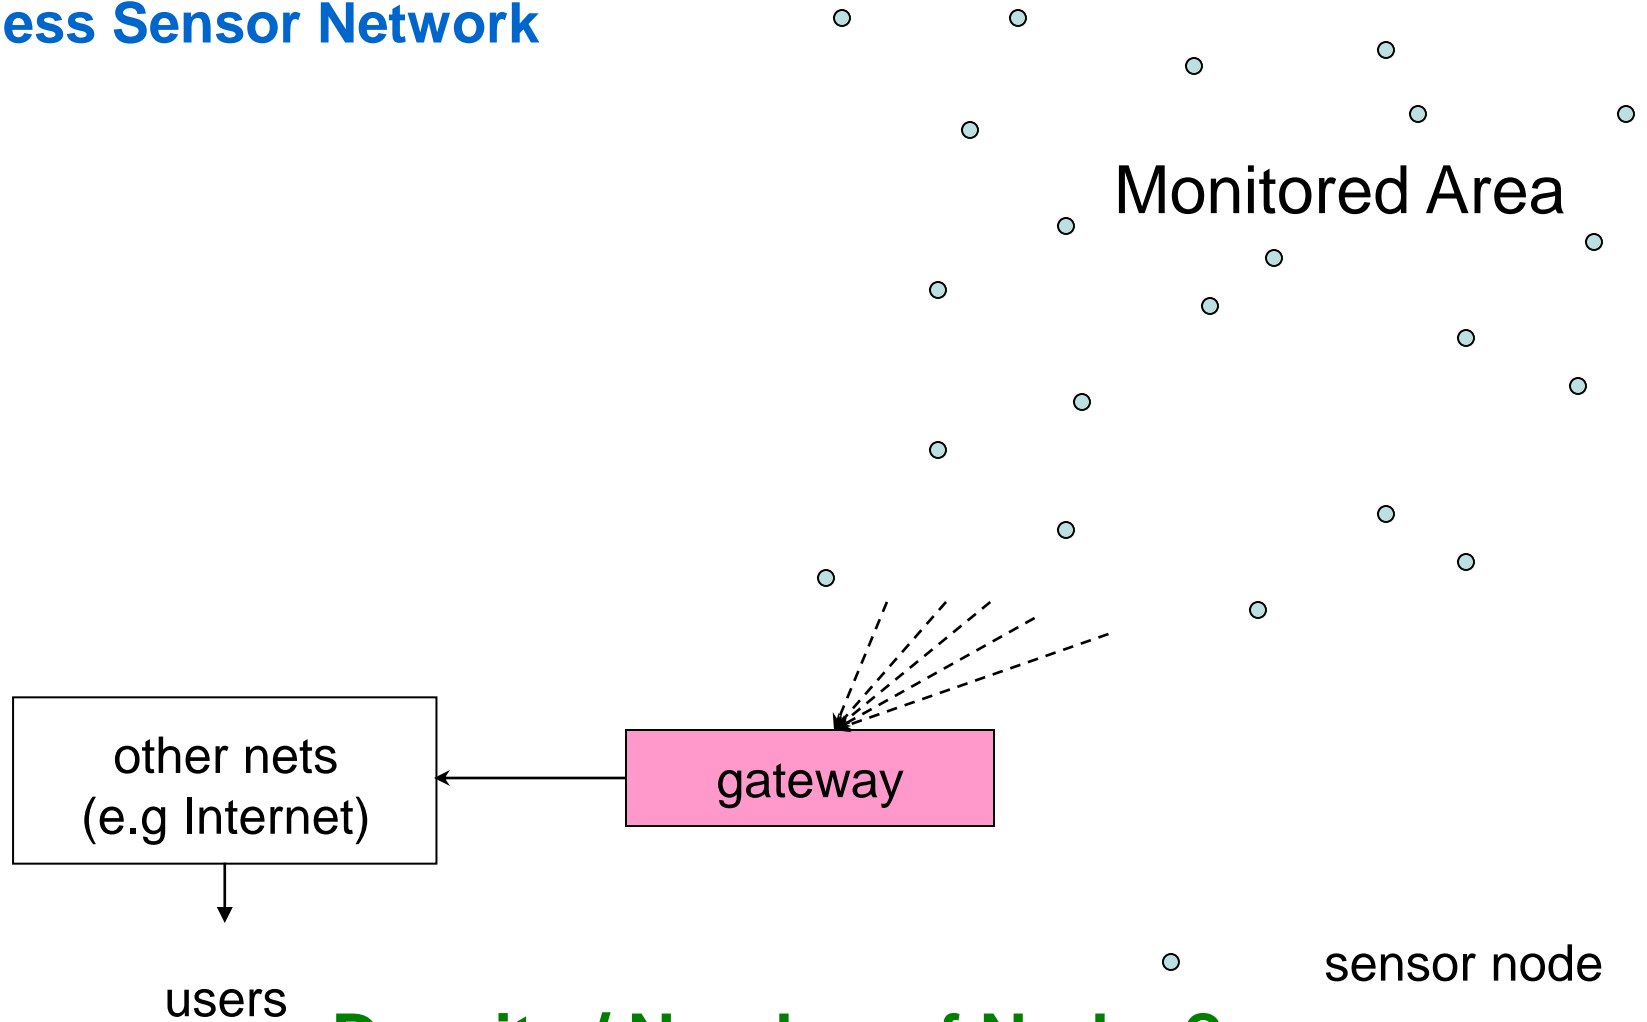 ess Sensor Network
Monitored Area
other nets
(e.g Internet)
gateway
sensor node
users